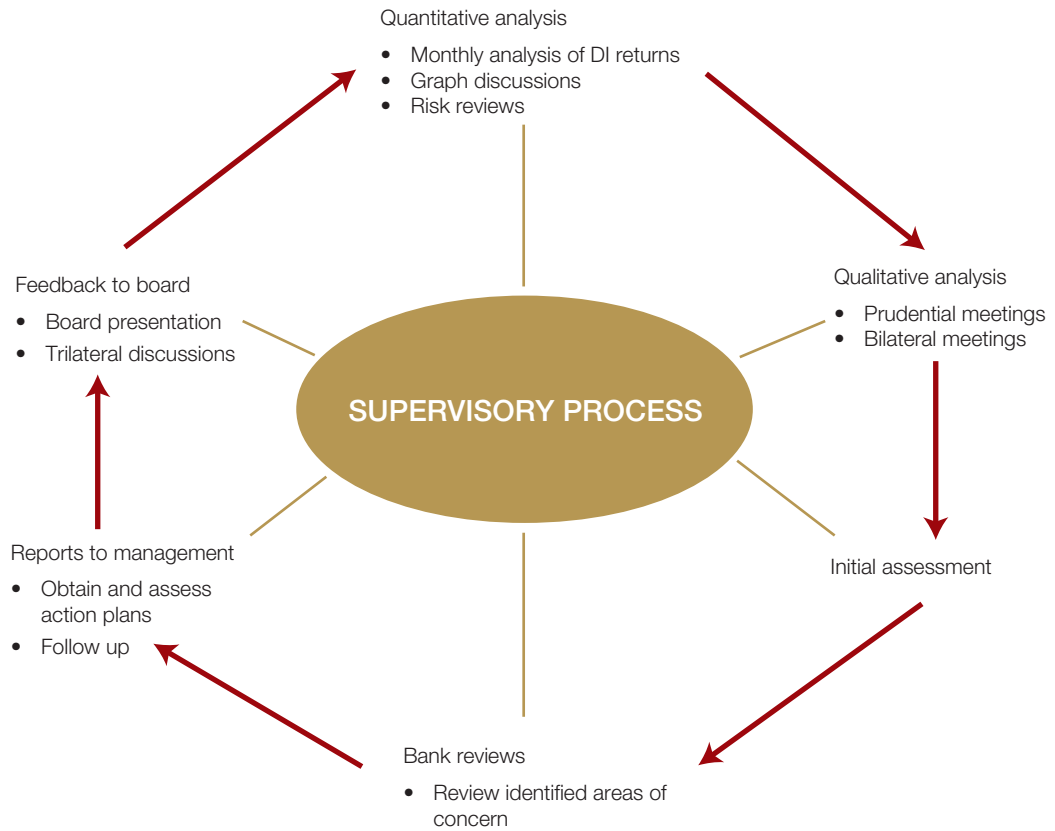 Quantitative analysis
• Monthly analysis of DI returns
• Graph discussions
• Risk reviews
Qualitative analysis
• Prudential meetings
• Bilateral meetings
Initial assessment
Bank reviews
• Review identified areas of
concern
Reports to management
• Obtain and assess
action plans
• Follow up
Feedback to board
• Board presentation
• Trilateral discussions
SUPERVISORY PROCESS